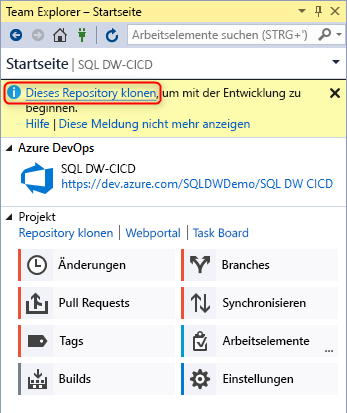 Team Explorer – Startseite
Arbeitselemente suchen (STRG+')
Startseite | SQL DW-CICD
Dieses Repository klonen, um mit der Entwicklung zu
beginnen.
Hilfe | Diese Meldung nicht mehr anzeigen
Azure DevOps
SQL DW-CICD
https://dev.azure.com/SQLDWDemo/SQL DW CICD
Projekt
Repository klonen | Webportal | Task Board
Änderungen
Branches
Pull Requests
Synchronisieren
Tags
Arbeitselemente
...
Builds
Einstellungen